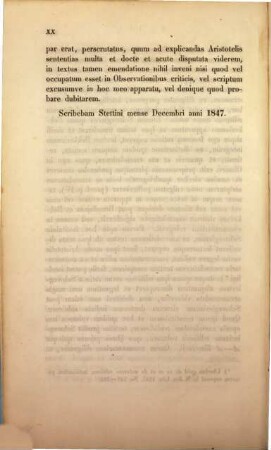 XX
par erat, perscrutatus, quum ad explicandas Aristotelis
sententias multa et docte et acute disputata viderem,
in textus tamen emendatione nihil inveni nisi quod vel
occupatum esset in Observationibus criticis, vel scriptum
excusumve in hoc meo apparatu, vel denique quod pro-
bare dubitarem.
Scribebam Stettini mense Decembri anni 1847.